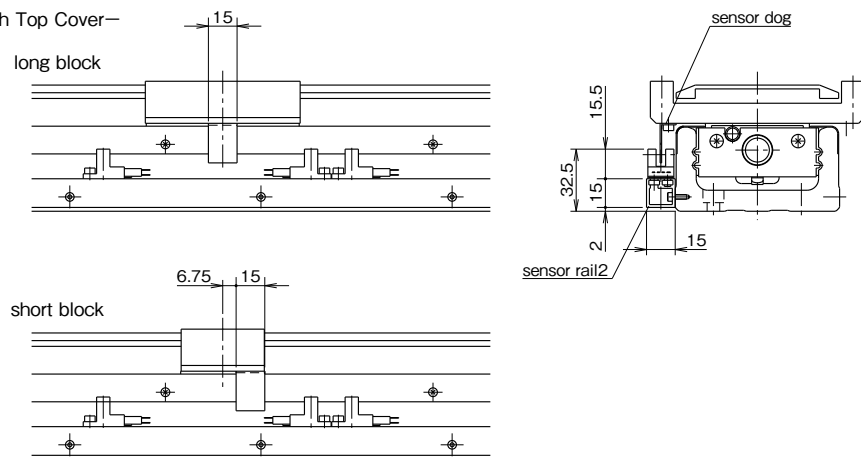 h Top Cover−
long block
15
sensor dog
15.5
32.5
15
2
15
sensor rail2
short block
6.75
15